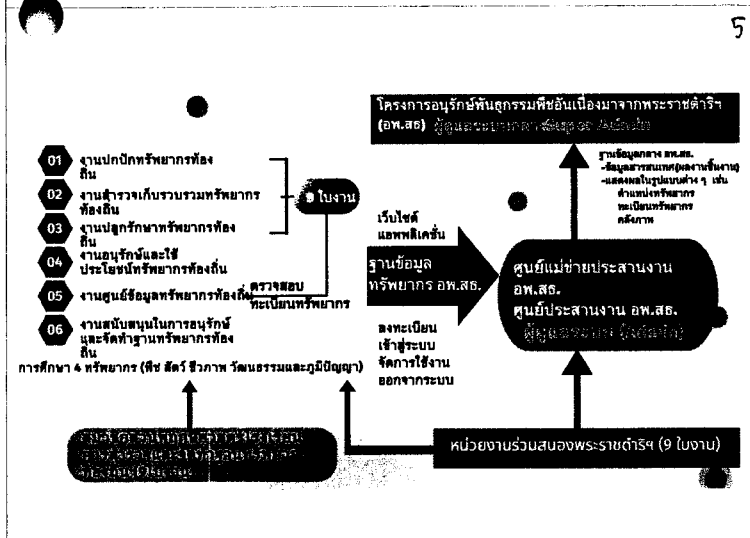 5
โครงการอนุรักษ์พันธุกรรมพืชอันเนื่องมาจากพระราชดำริฯ
(อพ.สธ) ผู้ดูแลระบบกลาง Super Admin
ฐานข้อมูลกลาง อพ.สธ.
-ข้อมูลสารสนเทศ(ผลงานชิ้นงาน)
-แสดงผลในรูปแบบต่าง ๆ เช่น
ตำแหน่งทรัพยากร
ทะเบียนทรัพยากร
คลังภาพ
01 งานปกปักทรัพยากรท้อง
ถิ่น
02 งานสำรวจเก็บรวบรวมทรัพยากร
ท้องถิ่น
03 งานปลูกรักษาทรัพยากรท้อง
ถิ่น
04 งานอนุรักษ์และใช้
ประโยชน์ทรัพยากรท้องถิ่น
05 งานศูนย์ข้อมูลทรัพยากรท้องถิ่น
06 งานสนับสนุนในการอนุรักษ์
และจัดทำฐานทรัพยากรท้อง
ถิ่น
ใบงาน
ตรวจสอบ
ทะเบียนทรัพยากร
การศึกษา 4 ทรัพยากร (พืช สัตว์ ชีวภาพ วัฒนธรรมและภูมิปัญญา)
เว็บไซต์
แอพพลิเคชั่น
ฐานข้อมูล
ทรัพยากร อพ.สธ.
ลงทะเบียน
เข้าสู่ระบบ
จัดการใช้งาน
ออกจากระบบ
ศูนย์แม่ข่ายประสานงาน
อพ.สธ.
ศูนย์ประสานงาน อพ.สธ.
ผู้ดูแลระบบ (Admin)
หน่วยงานร่วมสนองพระราชดำริฯ (9 ใบงาน)